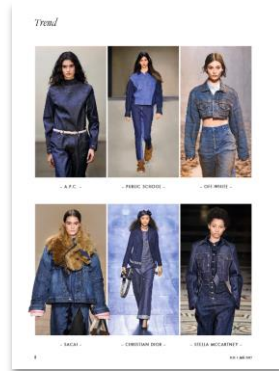 Trend
- A.P.C. -
- PUBLIC SCHOOL -
- OFF-WHITE -
- SACAI -
- CHRISTIAN DIOR -
- STELLA MCCARTNEY -